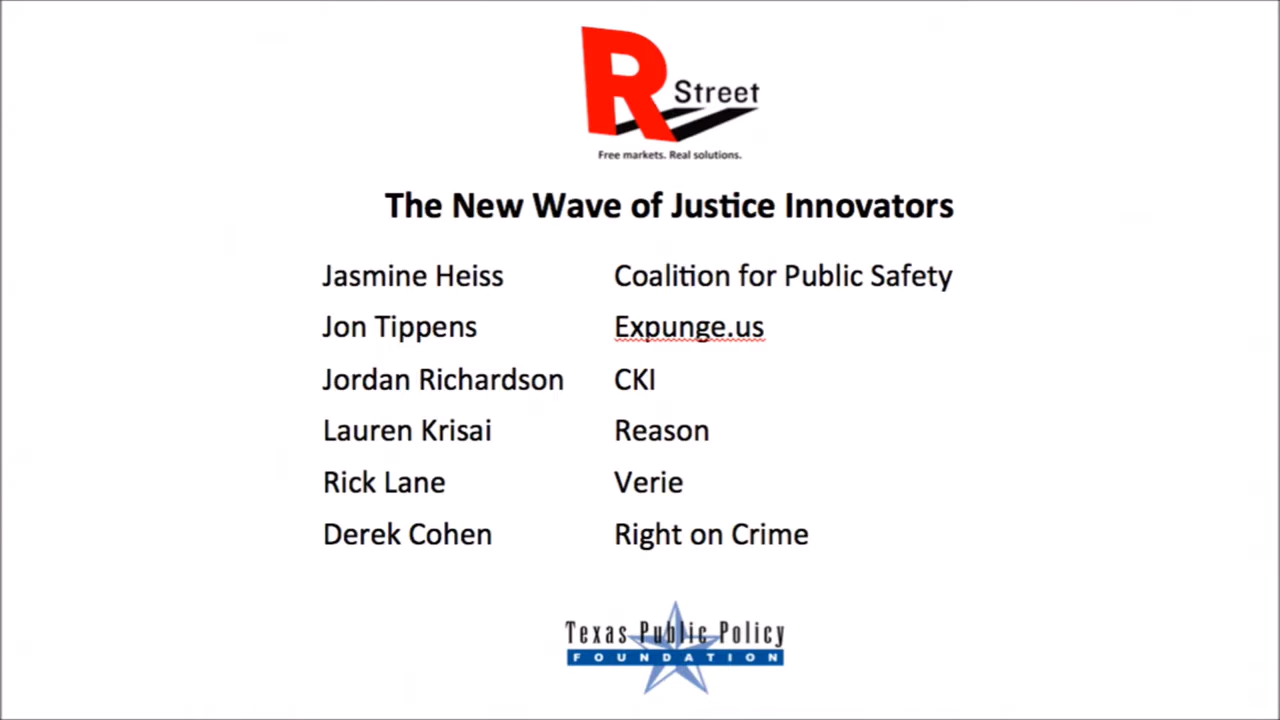 R Street
Free markets. Real solutions.
The New Wave of Justice Innovators
Jasmine Heiss Coalition for Public Safety
Jon Tippens Expunge.us
Jordan Richardson CKI
Lauren Krisai Reason
Rick Lane Verie
Derek Cohen Right on Crime
Texas Public Policy
FOUNDATION